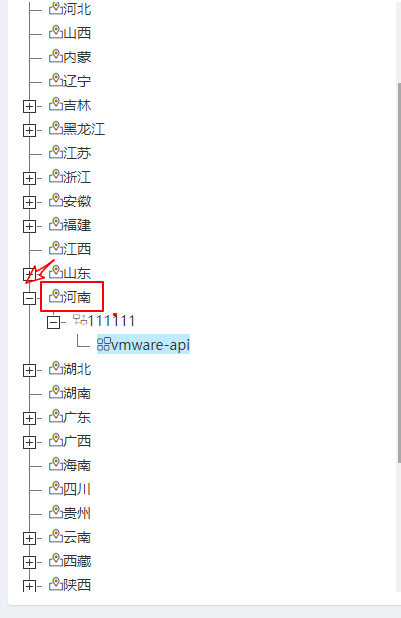 河北
山西
内蒙
辽宁
吉林
黑龙江
江苏
浙江
安徽
福建
江西
山东
河南
111111
vmware-api
湖北
湖南
广东
广西
海南
四川
贵州
云南
西藏
陕西